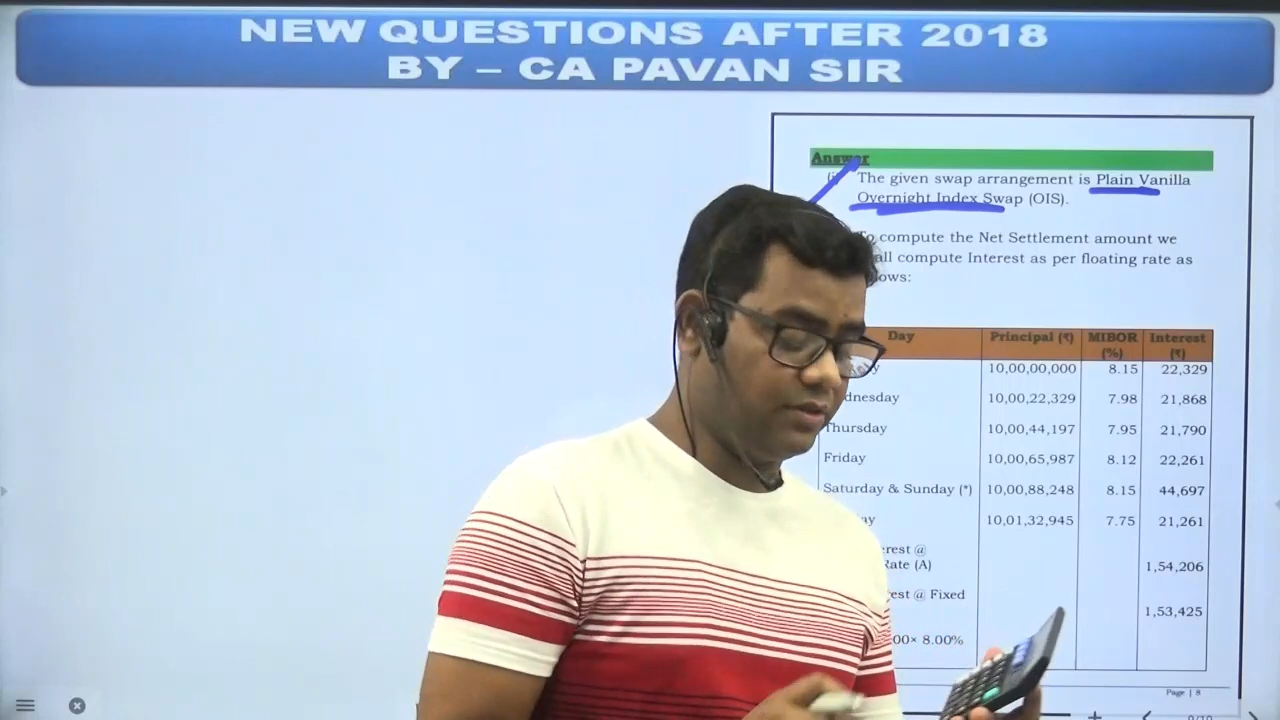 NEW QUESTIONS AFTER 2018
BY – CA PAVAN SIR
Answer
The given swap arrangement is Plain Vanilla
Overnight Index Swap (OIS).
To compute the Net Settlement amount we
compute Interest as per floating rate as
Day Principal (₹) MIBOR (%) Interest (₹)
10,00,00,000 8.15 22,329
10,00,22,329 7.98 21,868
Thursday 10,00,44,197 7.95 21,790
Friday 10,00,65,987 8.12 22,261
Saturday & Sunday (*) 10,00,88,248 8.15 44,697
10,01,32,945 7.75 21,261
@
(A) 1,54,206
@ Fixed
1,53,425
× 8.00%
Page | 8